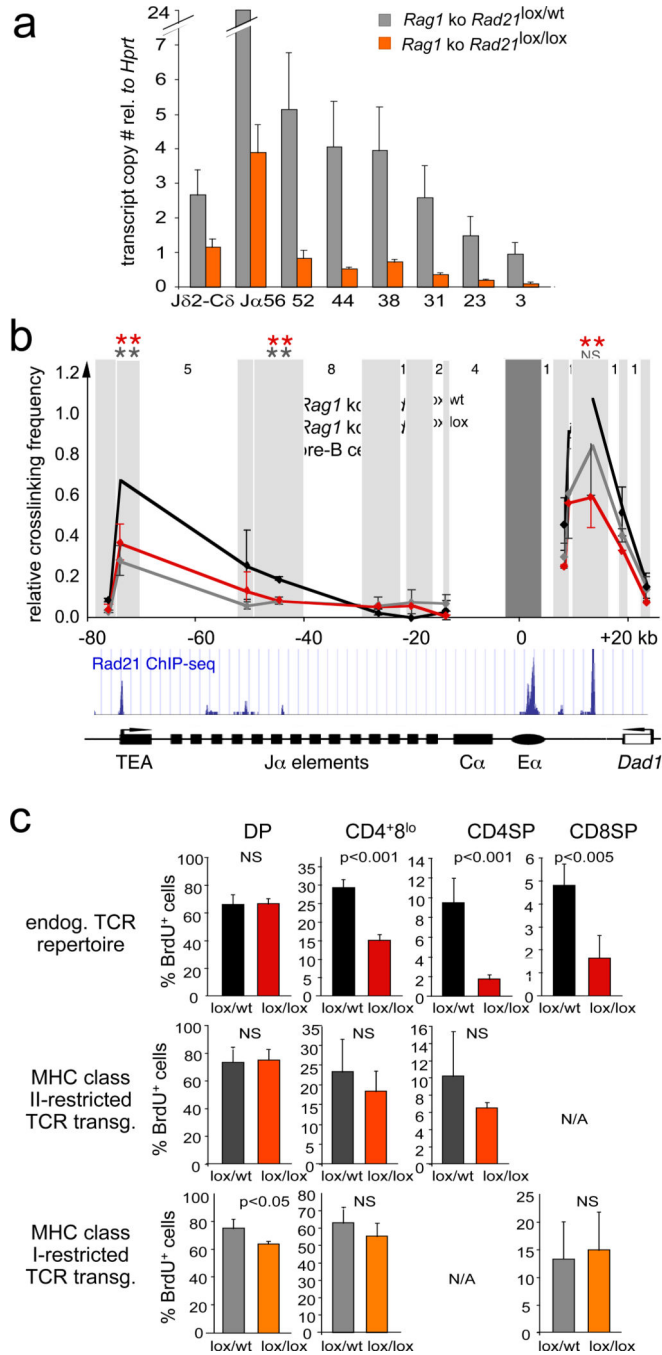 a
24
7
6
5
4
3
2
1
0
transcript copy # rel. to Hprt
Rag1 ko Rad21lox/wt
Rag1 ko Rad21lox/lox
Jδ2-Cδ Jα56 52 44 38 31 23 3
b
** ** **
** ** NS
5 8 1 2 4 1 1 1
1.2
1.0
0.8
0.6
0.4
0.2
0.0
relative crosslinking frequency
Rag1 ko lox/wt
Rag1 ko lox/lox
-80 -60 -40 -20 0 +20 kb
Rad21 ChIP-seq
TEA Jα elements Cα Eα Dad1
c
DP CD4+8lo CD4SP CD8SP
endog. TCR
repertoire
% BrdU+ cells
100
80
60
40
20
0
NS
lox/wt lox/lox
35
30
25
20
15
10
5
0
p<0.001
lox/wt lox/lox
14
12
10
8
6
4
2
0
p<0.001
lox/wt lox/lox
6
5
4
3
2
1
0
p<0.005
lox/wt lox/lox
MHC class
II-restricted
TCR transg.
% BrdU+ cells
100
80
60
40
20
0
NS
lox/wt lox/lox
35
30
25
20
15
10
5
0
NS
lox/wt lox/lox
16
14
12
10
8
6
4
2
0
NS
lox/wt lox/lox
N/A
MHC class
I-restricted
TCR transg.
% BrdU+ cells
100
80
60
40
20
0
p<0.05
lox/wt lox/lox
80
70
60
50
40
30
20
10
0
NS
lox/wt lox/lox
N/A
25
20
15
10
5
0
NS
lox/wt lox/lox